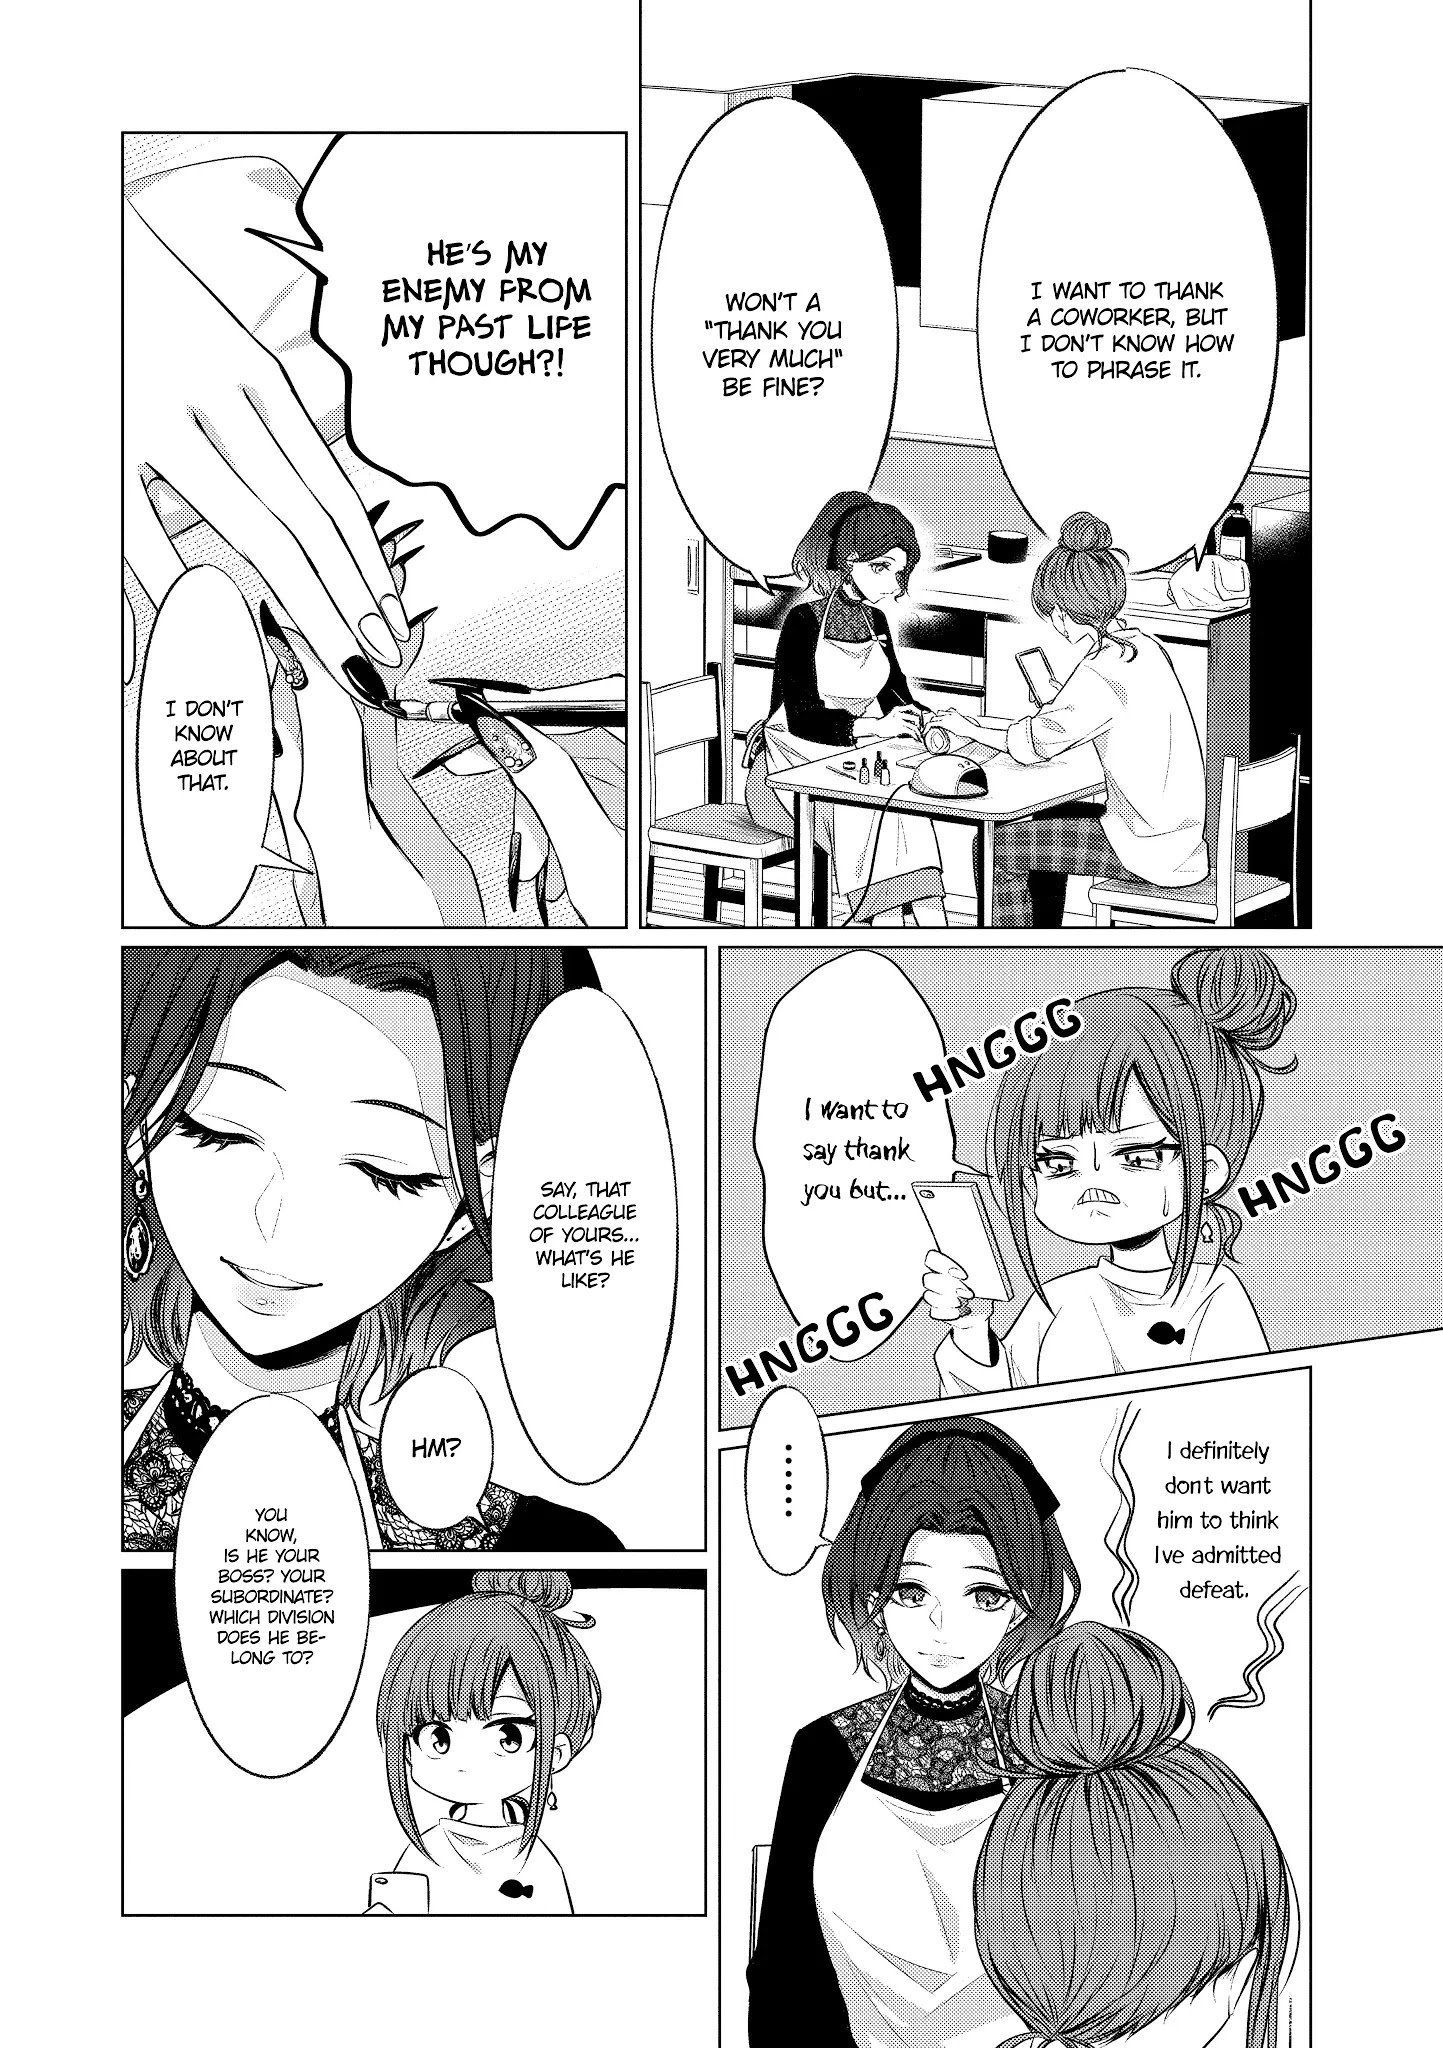 I WANT TO THANK
A COWORKER, BUT
I DON'T KNOW HOW
TO PHRASE IT.
WON'T A
"THANK YOU
VERY MUCH"
BE FINE?
HE'S MY
ENEMY FROM
MY PAST LIFE
THOUGH?!
I DON'T
KNOW
ABOUT
THAT.
HNGGG
I want to
say thank
you but...
HNGGG
HNGGG
I definitely
dont want
him to think
Ive admitted
defeat.
......
SAY, THAT
COLLEAGUE
OF YOURS...
WHAT'S HE
LIKE?
HM?
YOU
KNOW,
IS HE YOUR
BOSS? YOUR
SUBORDINATE?
WHICH DIVISION
DOES HE BE-
LONG TO?